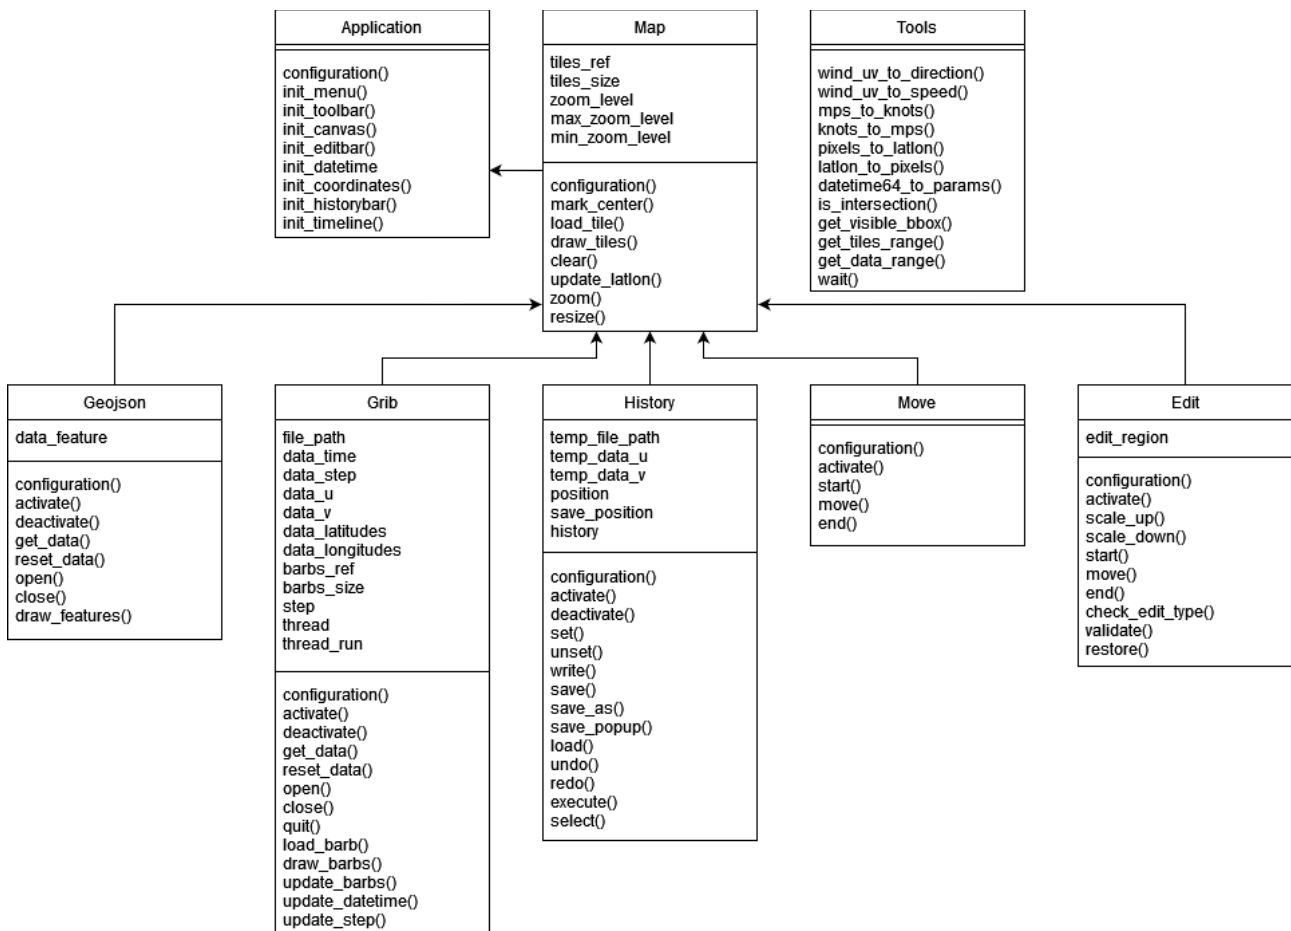 Application
configuration()
init_menu()
init_toolbar()
init_canvas()
init_editbar()
init_datetime
init_coordinates()
init_historybar()
init_timeline()
Map
tiles_ref
tiles_size
zoom_level
max_zoom_level
min_zoom_level
configuration()
mark_center()
load_tile()
draw_tiles()
clear()
update_latlon()
zoom()
resize()
Tools
wind_uv_to_direction()
wind_uv_to_speed()
mps_to_knots()
knots_to_mps()
pixels_to_latlon()
latlon_to_pixels()
datetime64_to_params()
is_intersection()
get_visible_bbox()
get_tiles_range()
get_data_range()
wait()
Geojson
data_feature
configuration()
activate()
deactivate()
get_data()
reset_data()
open()
close()
draw_features()
Grib
file_path
data_time
data_step
data_u
data_v
data_latitudes
data_longitudes
barbs_ref
barbs_size
step
thread
thread_run
configuration()
activate()
deactivate()
get_data()
reset_data()
open()
close()
quit()
load_barb()
draw_barbs()
update_barbs()
update_datetime()
update_step()
History
temp_file_path
temp_data_u
temp_data_v
position
save_position
history
configuration()
activate()
deactivate()
set()
unset()
write()
save()
save_as()
save_popup()
load()
undo()
redo()
execute()
select()
Move
configuration()
activate()
start()
move()
end()
Edit
edit_region
configuration()
activate()
scale_up()
scale_down()
start()
move()
end()
check_edit_type()
validate()
restore()